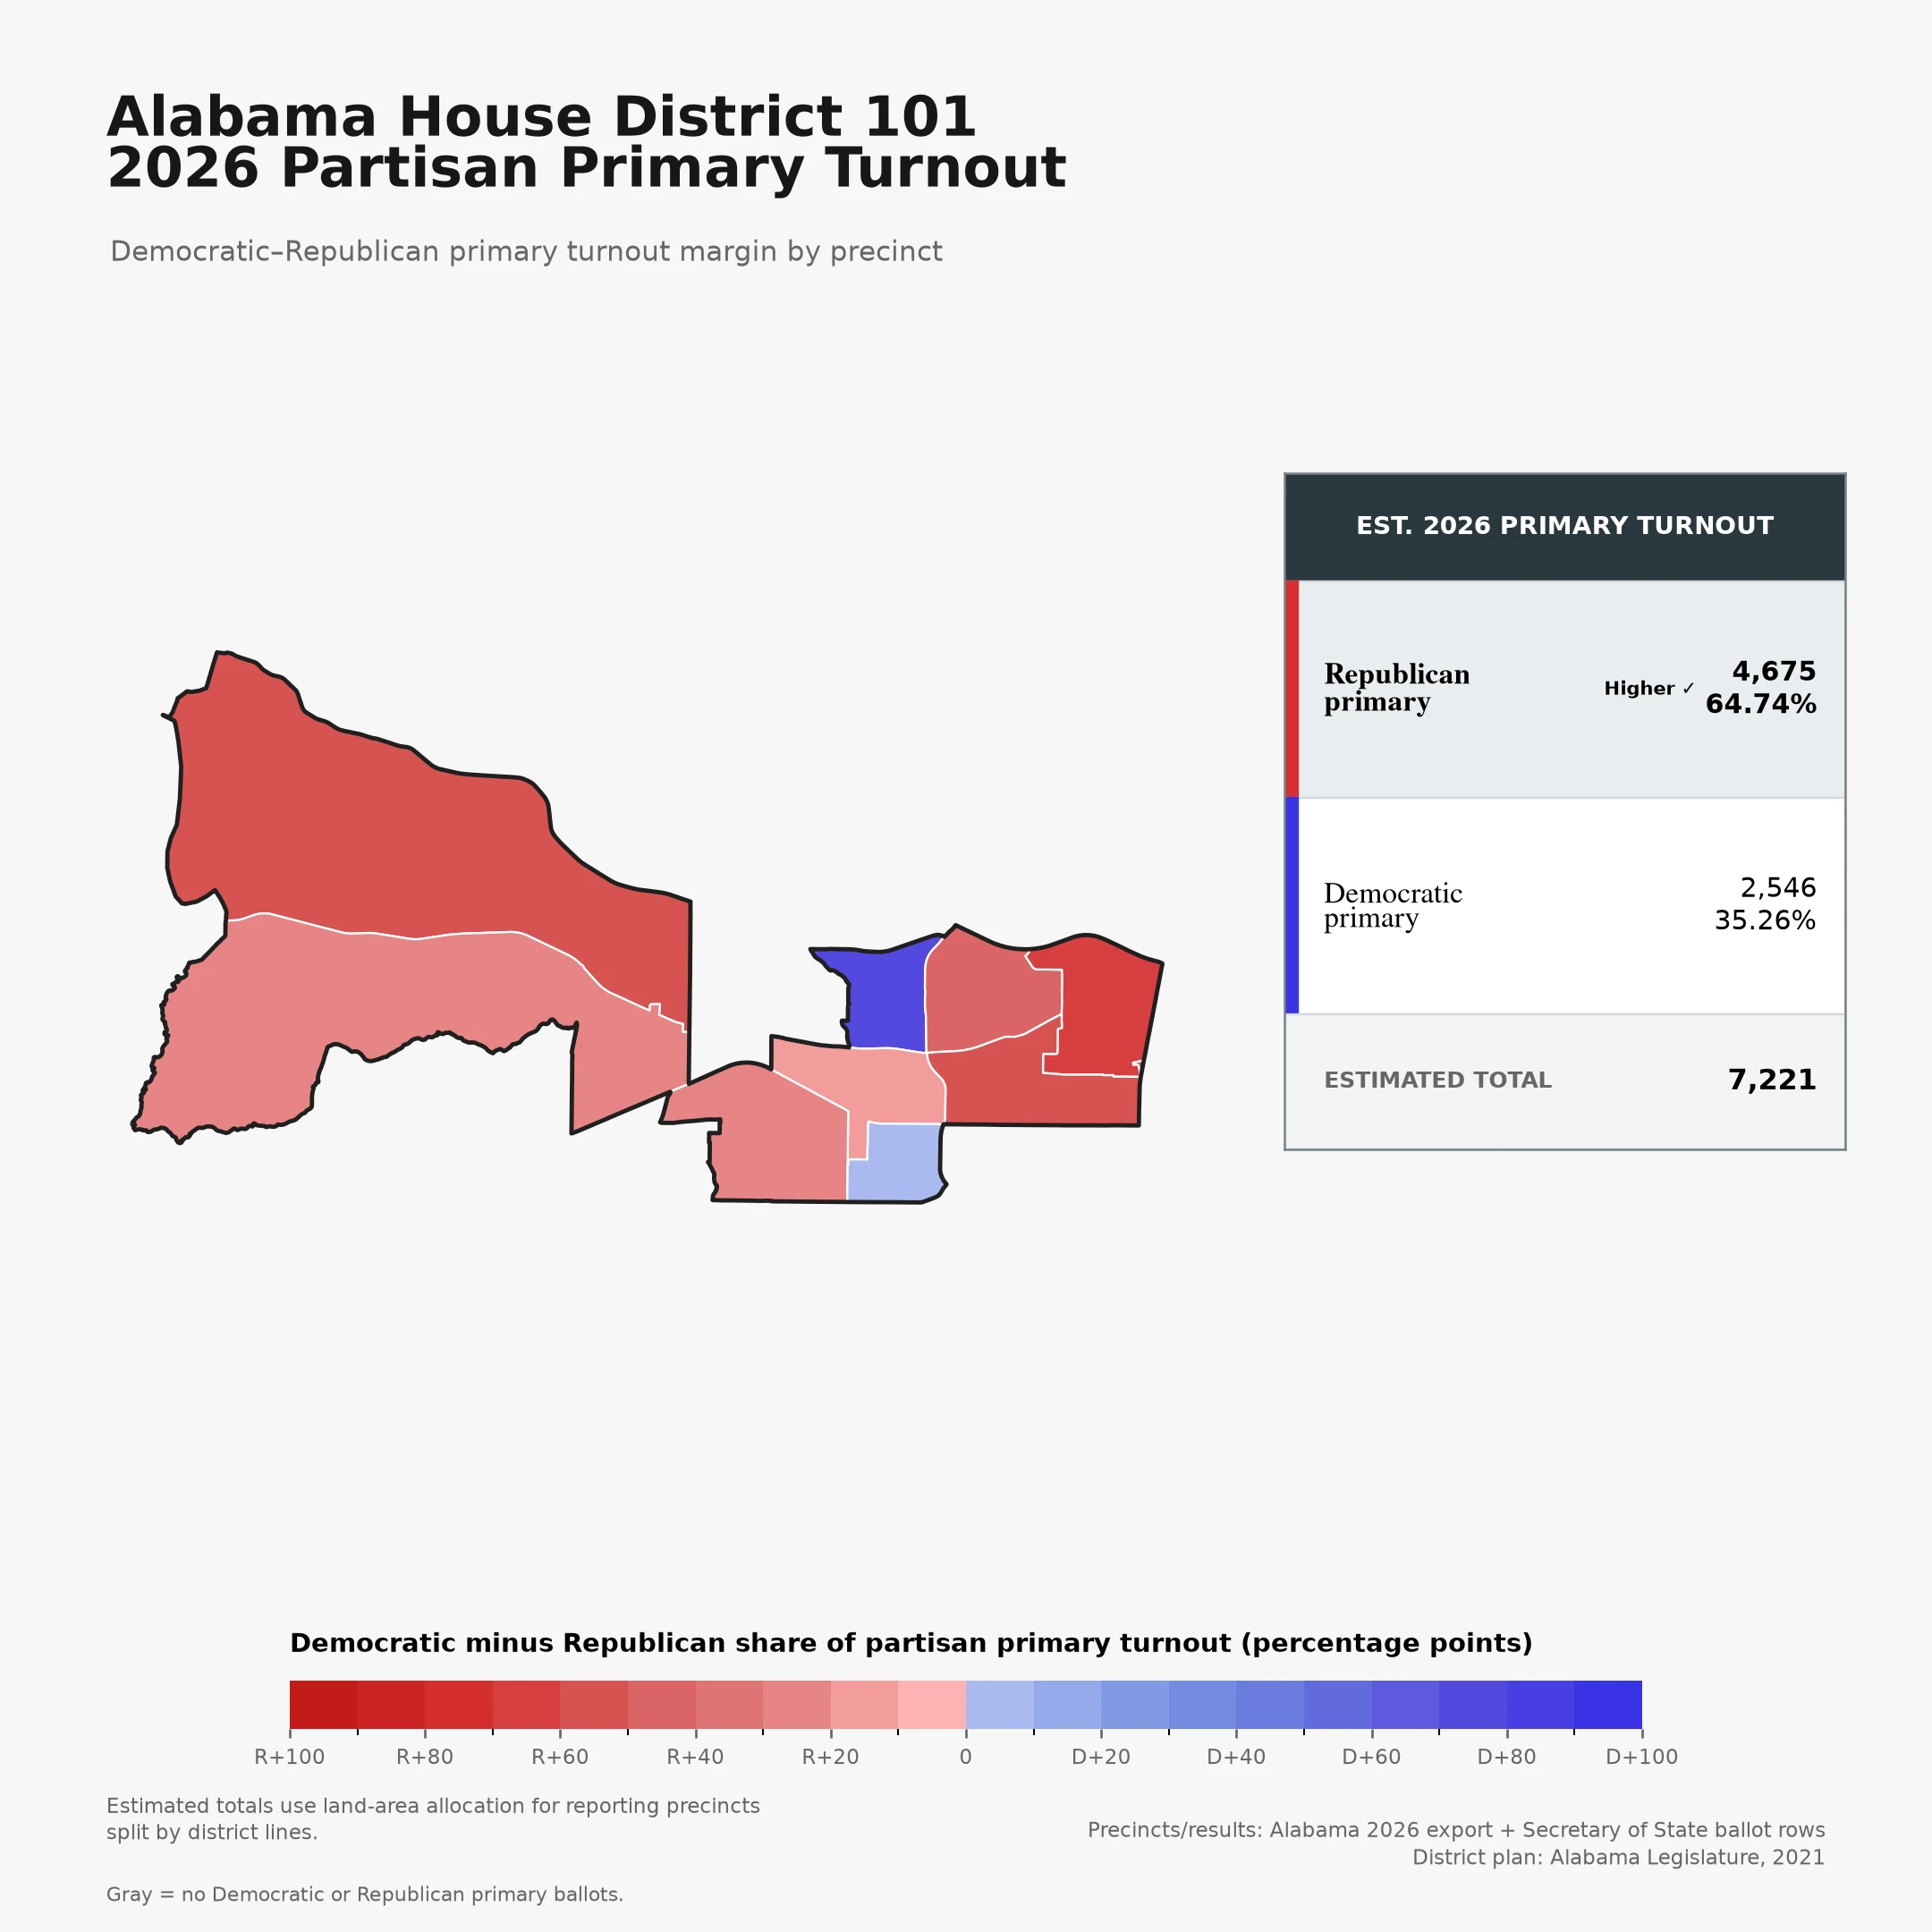 Alabama House District 101
2026 Partisan Primary Turnout
Democratic–Republican primary turnout margin by precinct
EST. 2026 PRIMARY TURNOUT
Republican
primary
Higher ✓
4,675
64.74%
Democratic
primary
2,546
35.26%
ESTIMATED TOTAL
7,221
Democratic minus Republican share of partisan primary turnout (percentage points)
R+100 R+80 R+60 R+40 R+20 0 D+20 D+40 D+60 D+80 D+100
Estimated totals use land-area allocation for reporting precincts
split by district lines.
Gray = no Democratic or Republican primary ballots.
Precincts/results: Alabama 2026 export + Secretary of State ballot rows
District plan: Alabama Legislature, 2021